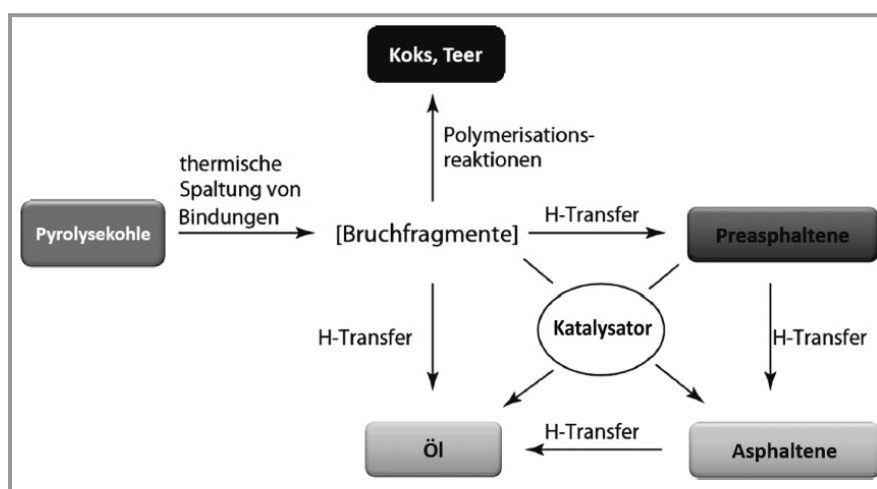 Koks, Teer
Polymerisations-
reaktionen
thermische
Spaltung von
Bindungen
Pyrolysekohle
[Bruchfragmente]
H-Transfer
Preasphaltene
H-Transfer
Katalysator
H-Transfer
Öl
H-Transfer
Asphaltene